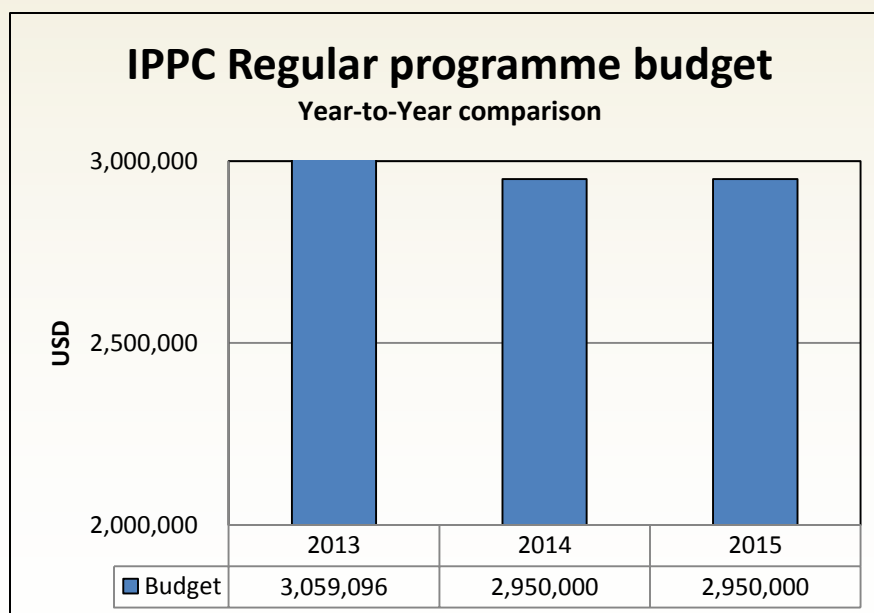 IPPC Regular programme budget
Year-to-Year comparison
3,000,000
2,500,000
2,000,000
USD
2013 2014 2015
Budget 3,059,096 2,950,000 2,950,000